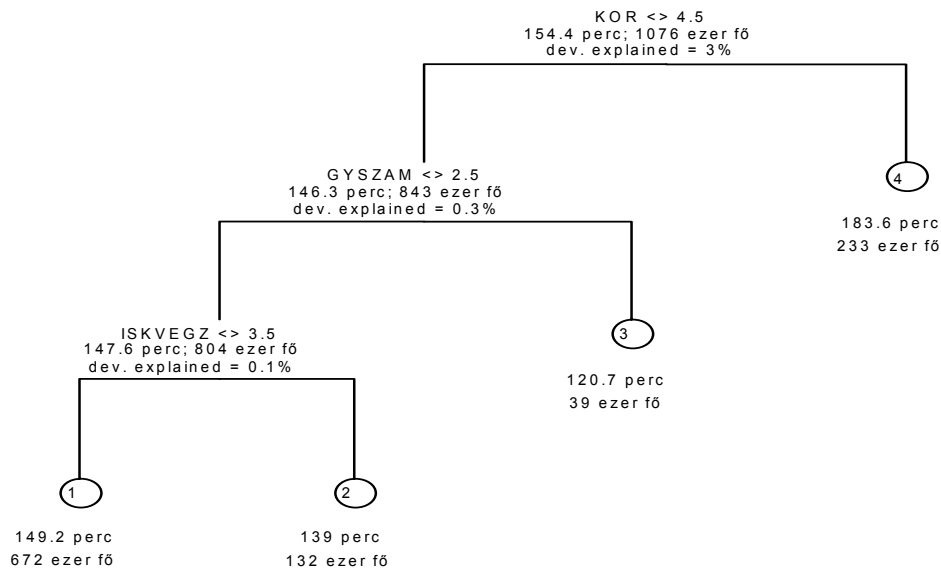 KOR <> 4.5
154.4 perc; 1076 ezer fő
dev. explained = 3%
GYSZAM <> 2.5
146.3 perc; 843 ezer fő
dev. explained = 0.3%
4
183.6 perc
233 ezer fő
ISKVEGZ <> 3.5
147.6 perc; 804 ezer fő
dev. explained = 0.1%
3
120.7 perc
39 ezer fő
1
2
149.2 perc
672 ezer fő
139 perc
132 ezer fő